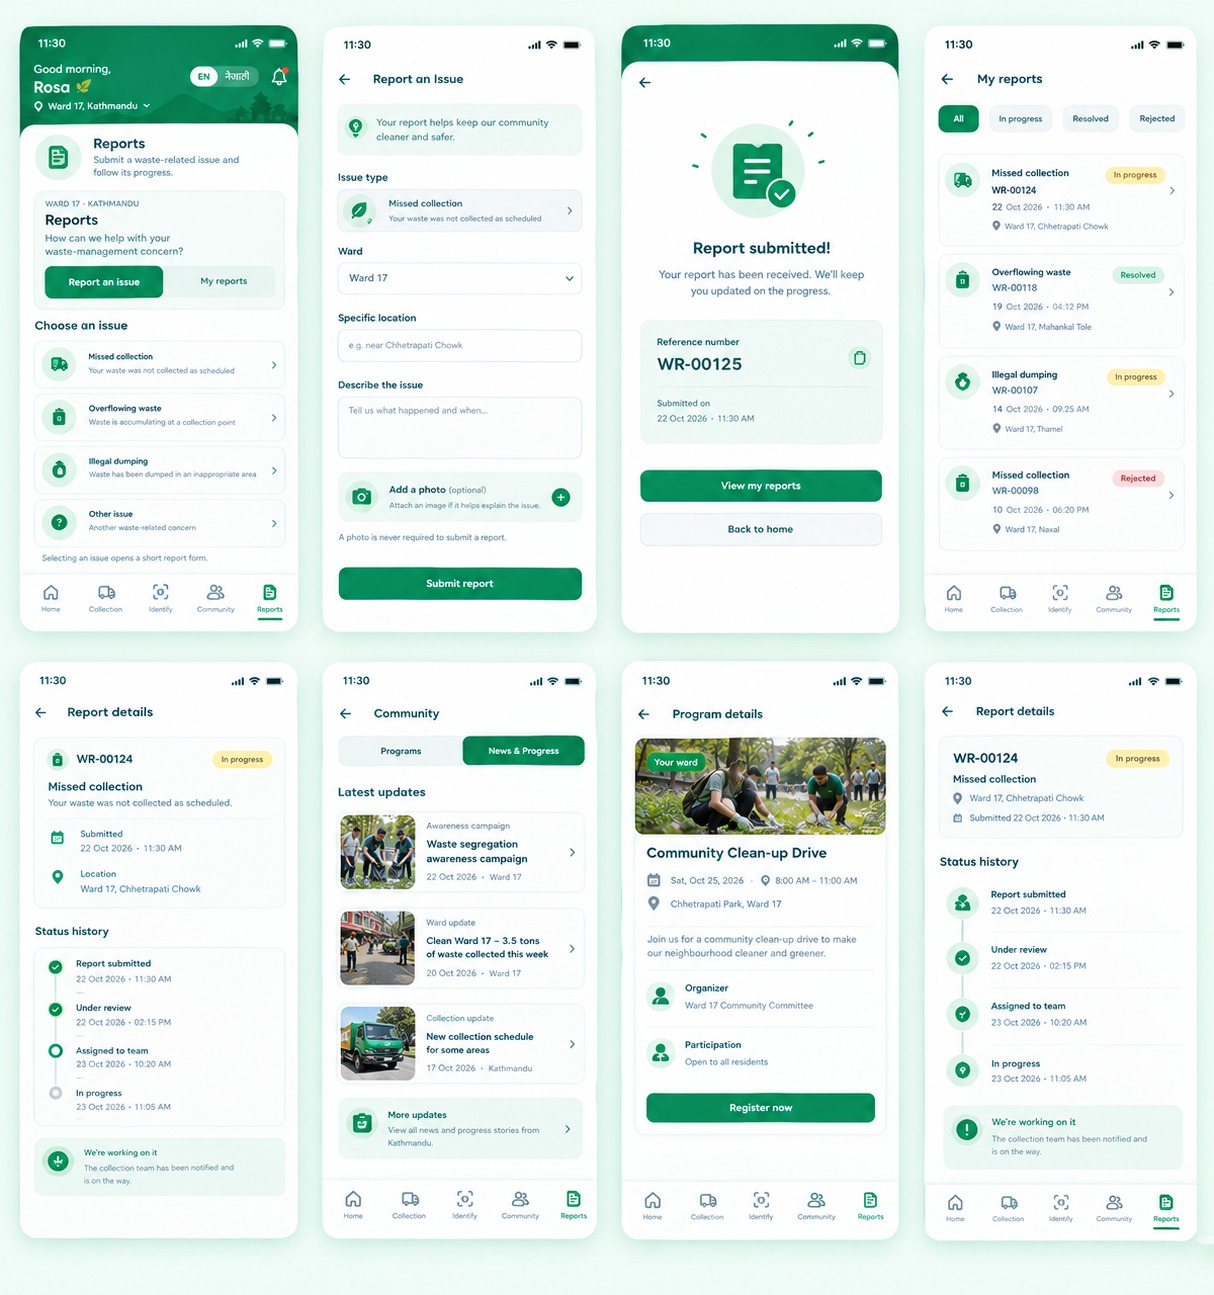 11:30
Good morning,
Rosa
EN नेपाली
Ward 17, Kathmandu
Reports
Submit a waste-related issue and
follow its progress.
WARD 17 · KATHMANDU
Reports
How can we help with your
waste-management concern?
Report an issue
My reports
Choose an issue
Missed collection
Your waste was not collected as scheduled
Overflowing waste
Waste is accumulating at a collection point
Illegal dumping
Waste has been dumped in an inappropriate area
Other issue
Another waste-related concern
Selecting an issue opens a short report form.
Home Collection Identify Community Reports
11:30
Report an Issue
Your report helps keep our community
cleaner and safer.
Issue type
Missed collection
Your waste was not collected as scheduled
Ward
Ward 17
Specific location
e.g. near Chhetrapati Chowk
Describe the issue
Tell us what happened and when...
Add a photo (optional)
Attach an image if it helps explain the issue.
A photo is never required to submit a report.
Submit report
11:30
Report submitted!
Your report has been received. We'll keep
you updated on the progress.
Reference number
WR-00125
Submitted on
22 Oct 2026 • 11:30 AM
View my reports
Back to home
11:30
My reports
All In progress Resolved Rejected
Missed collection
In progress
WR-00124
22 Oct 2026 • 11:30 AM
Ward 17, Chhetrapati Chowk
Overflowing waste
Resolved
WR-00118
19 Oct 2026 • 04:12 PM
Ward 17, Mahankal Tole
Illegal dumping
In progress
WR-00107
14 Oct 2026 • 09:25 AM
Ward 17, Thamel
Missed collection
Rejected
WR-00098
10 Oct 2026 • 06:20 PM
Ward 17, Naxal
Home Collection Identify Community Reports
11:30
Report details
WR-00124
In progress
Missed collection
Your waste was not collected as scheduled.
Submitted
22 Oct 2026 • 11:30 AM
Location
Ward 17, Chhetrapati Chowk
Status history
Report submitted
22 Oct 2026 • 11:30 AM
Under review
22 Oct 2026 • 02:15 PM
Assigned to team
23 Oct 2026 • 10:20 AM
In progress
23 Oct 2026 • 11:05 AM
We're working on it
The collection team has been notified and
is on the way.
11:30
Community
Programs
News & Progress
Latest updates
Awareness campaign
Waste segregation
awareness campaign
22 Oct 2026 • Ward 17
Ward update
Clean Ward 17 – 3.5 tons
of waste collected this week
20 Oct 2026 • Ward 17
Collection update
New collection schedule
for some areas
17 Oct 2026 • Kathmandu
More updates
View all news and progress stories from
Kathmandu.
Home Collection Identify Community Reports
11:30
Program details
Your ward
Community Clean-up Drive
Sat, Oct 25, 2026 · 8:00 AM – 11:00 AM
Chhetrapati Park, Ward 17
Join us for a community clean-up drive to make
our neighbourhood cleaner and greener.
Organizer
Ward 17 Community Committee
Participation
Open to all residents
Register now
Home Collection Identify Community Reports
11:30
Report details
WR-00124
In progress
Missed collection
Ward 17, Chhetrapati Chowk
Submitted 22 Oct 2026 • 11:30 AM
Status history
Report submitted
22 Oct 2026 • 11:30 AM
Under review
22 Oct 2026 • 02:15 PM
Assigned to team
23 Oct 2026 • 10:20 AM
In progress
23 Oct 2026 • 11:05 AM
We're working on it
The collection team has been notified and
is on the way.
Home Collection Identify Community Reports